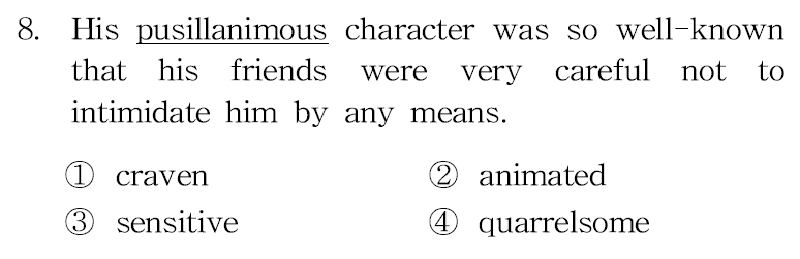 8. His pusillanimous character was so well-known
that his friends were very careful not to
intimidate him by any means.
① craven ② animated
③ sensitive ④ quarrelsome